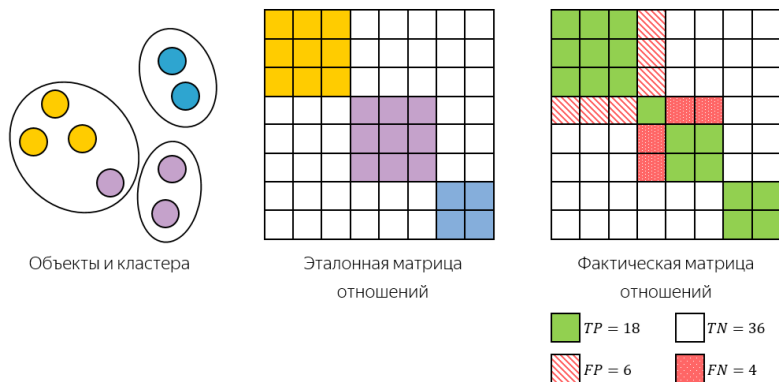 Объекты и кластера
Эталонная матрица
отношений
Фактическая матрица
отношений
TP = 18
TN = 36
FP = 6
FN = 4